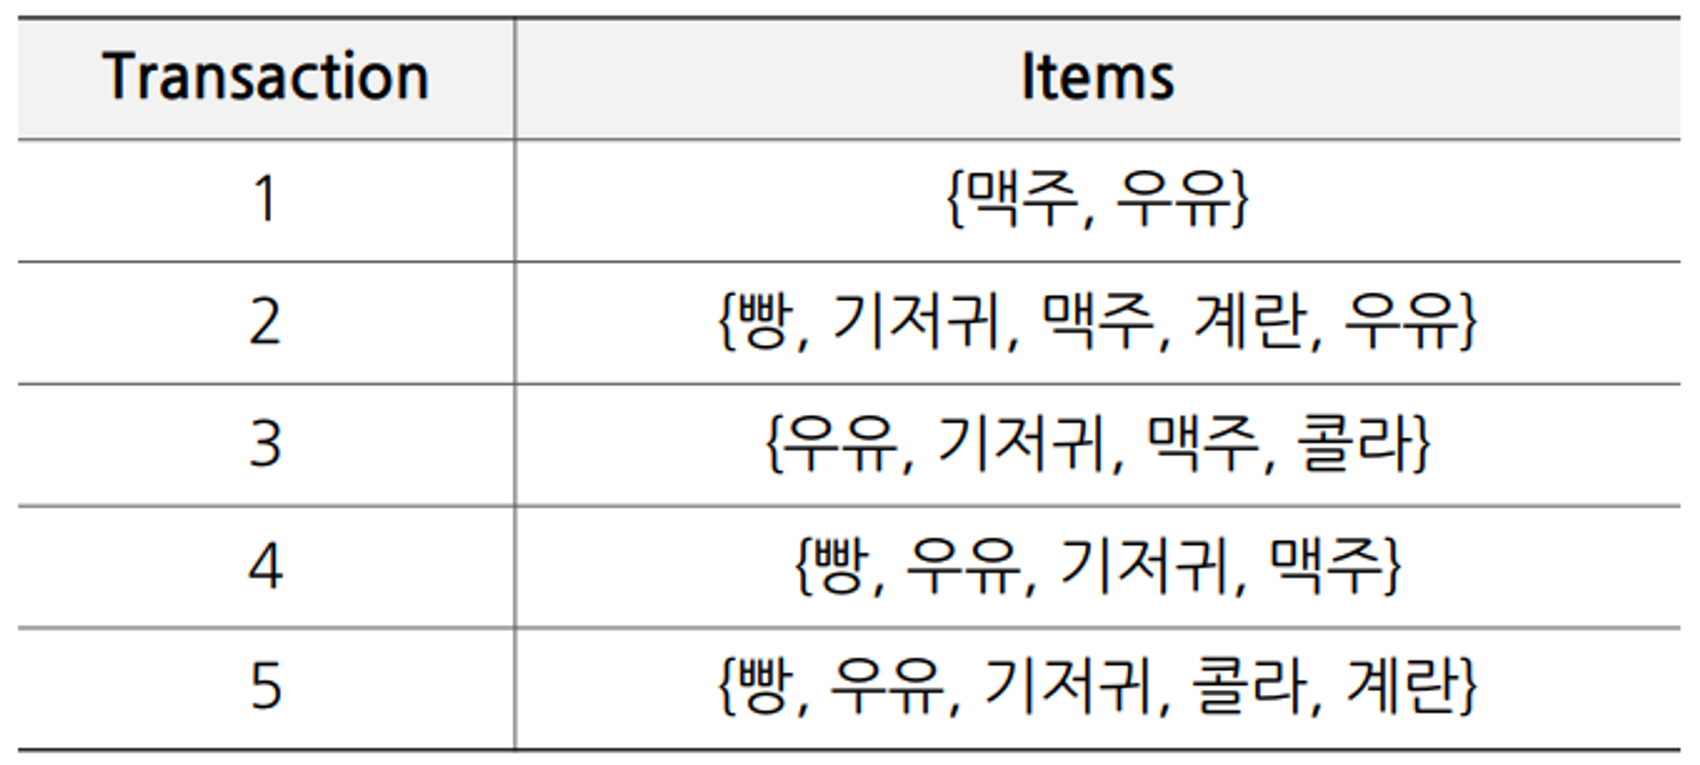 Transaction Items
1 {맥주, 우유}
2 {빵, 기저귀, 맥주, 계란, 우유}
3 {우유, 기저귀, 맥주, 콜라}
4 {빵, 우유, 기저귀, 맥주}
5 {빵, 우유, 기저귀, 콜라, 계란}